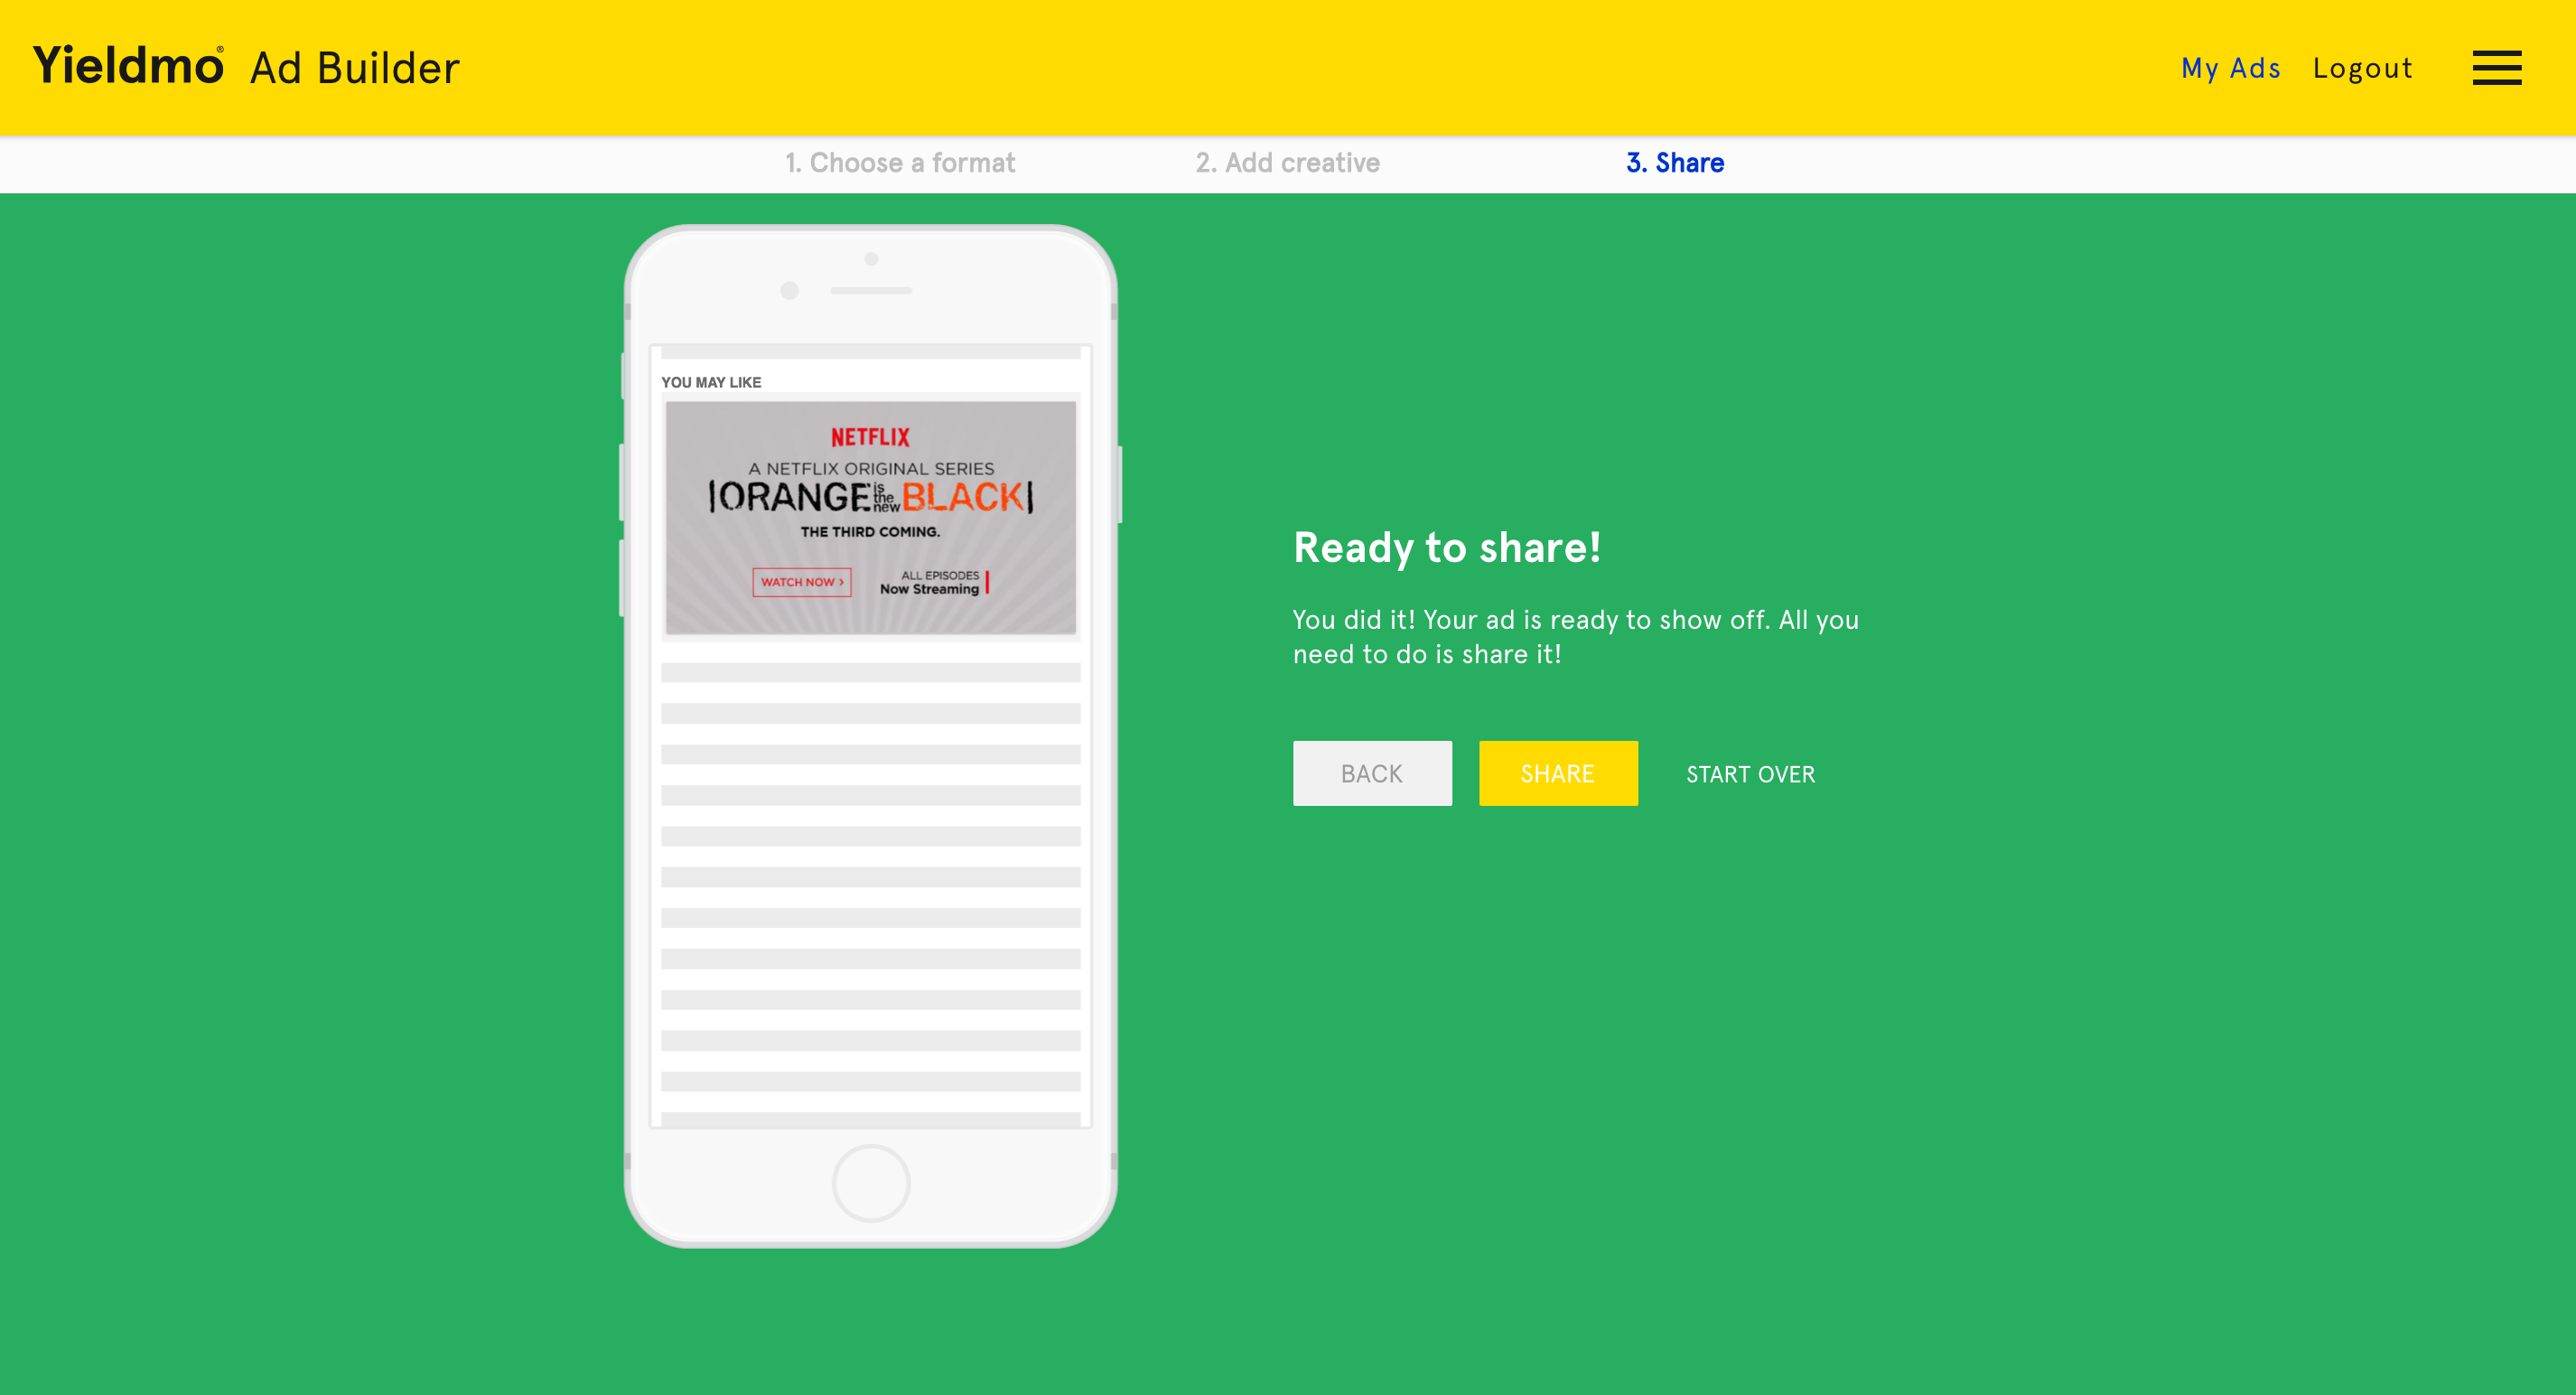 Yieldmo® Ad Builder
My Ads Logout
1. Choose a format 2. Add creative 3. Share
YOU MAY LIKE
NETFLIX
A NETFLIX ORIGINAL SERIES
|ORANGE is the new BLACK|
THE THIRD COMING.
WATCH NOW ›
ALL EPISODES
Now Streaming
Ready to share!
You did it! Your ad is ready to show off. All you
need to do is share it!
BACK SHARE START OVER